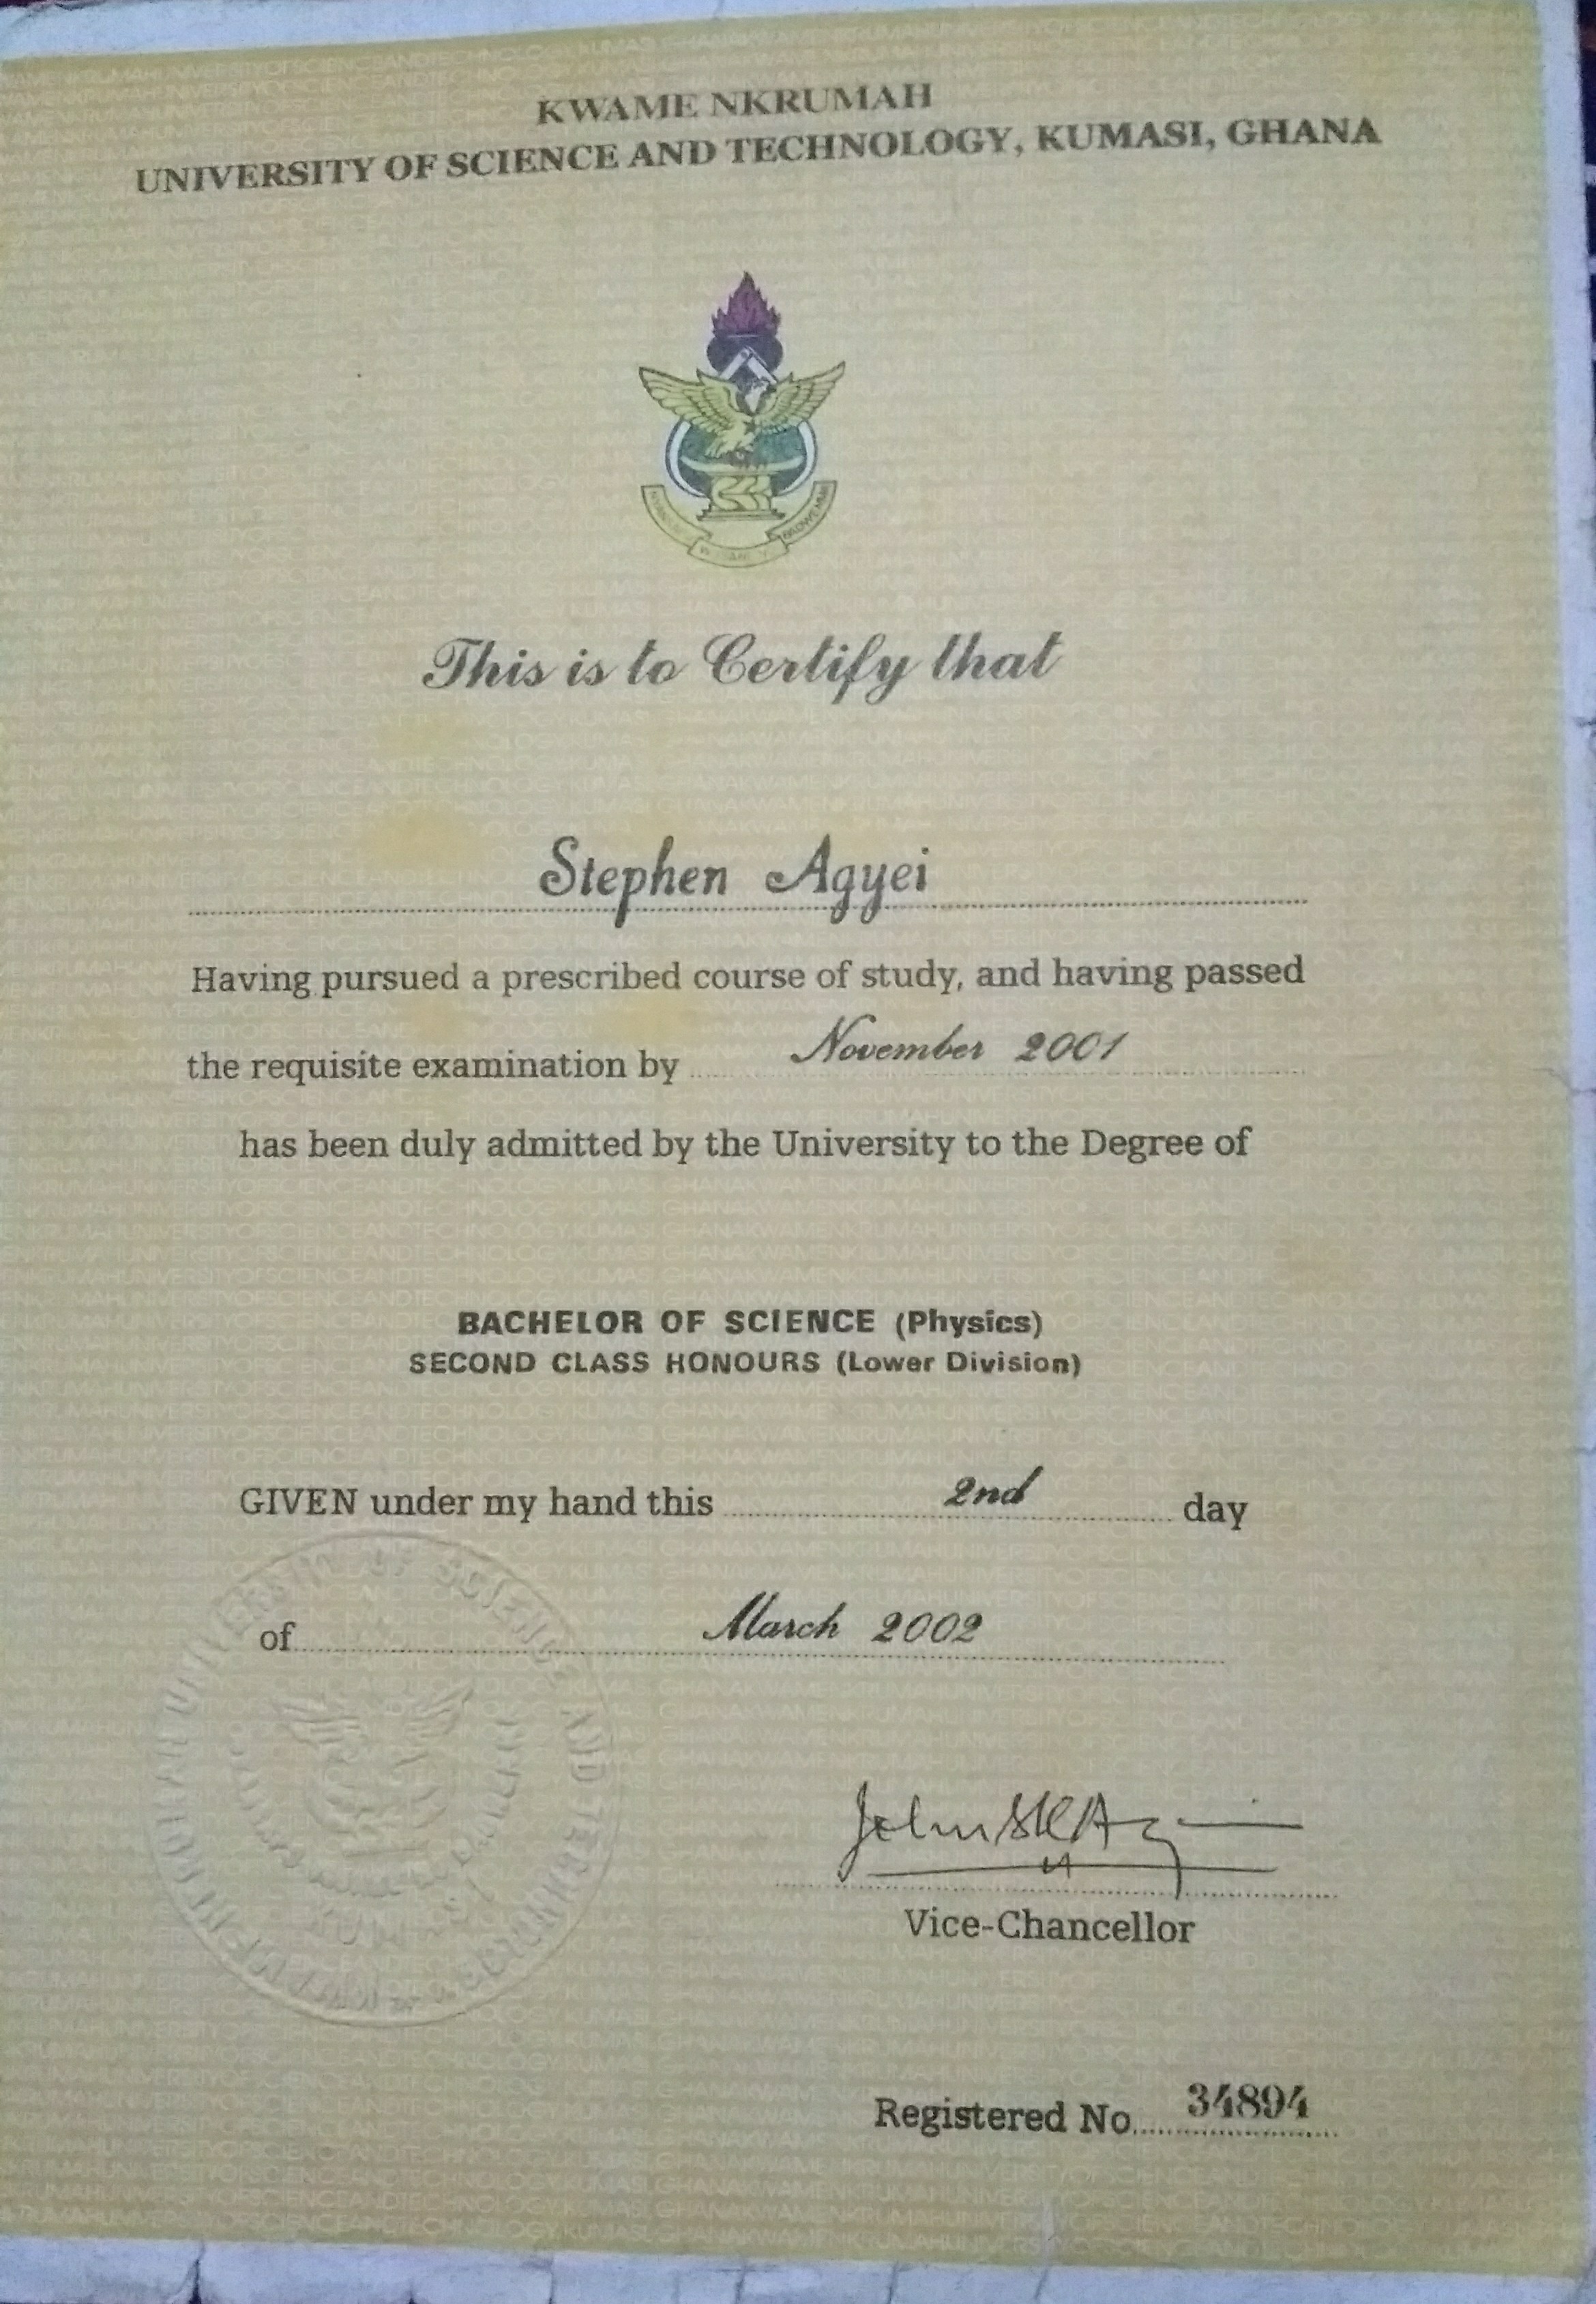 KWAME NKRUMAH
UNIVERSITY OF SCIENCE AND TECHNOLOGY, KUMASI, GHANA
This is to Certify that
Stephen Agyei
Having pursued a prescribed course of study, and having passed
the requisite examination by November 2001
has been duly admitted by the University to the Degree of
BACHELOR OF SCIENCE (Physics)
SECOND CLASS HONOURS (Lower Division)
GIVEN under my hand this 2nd day
of March 2002
Vice-Chancellor
Registered No. 34894